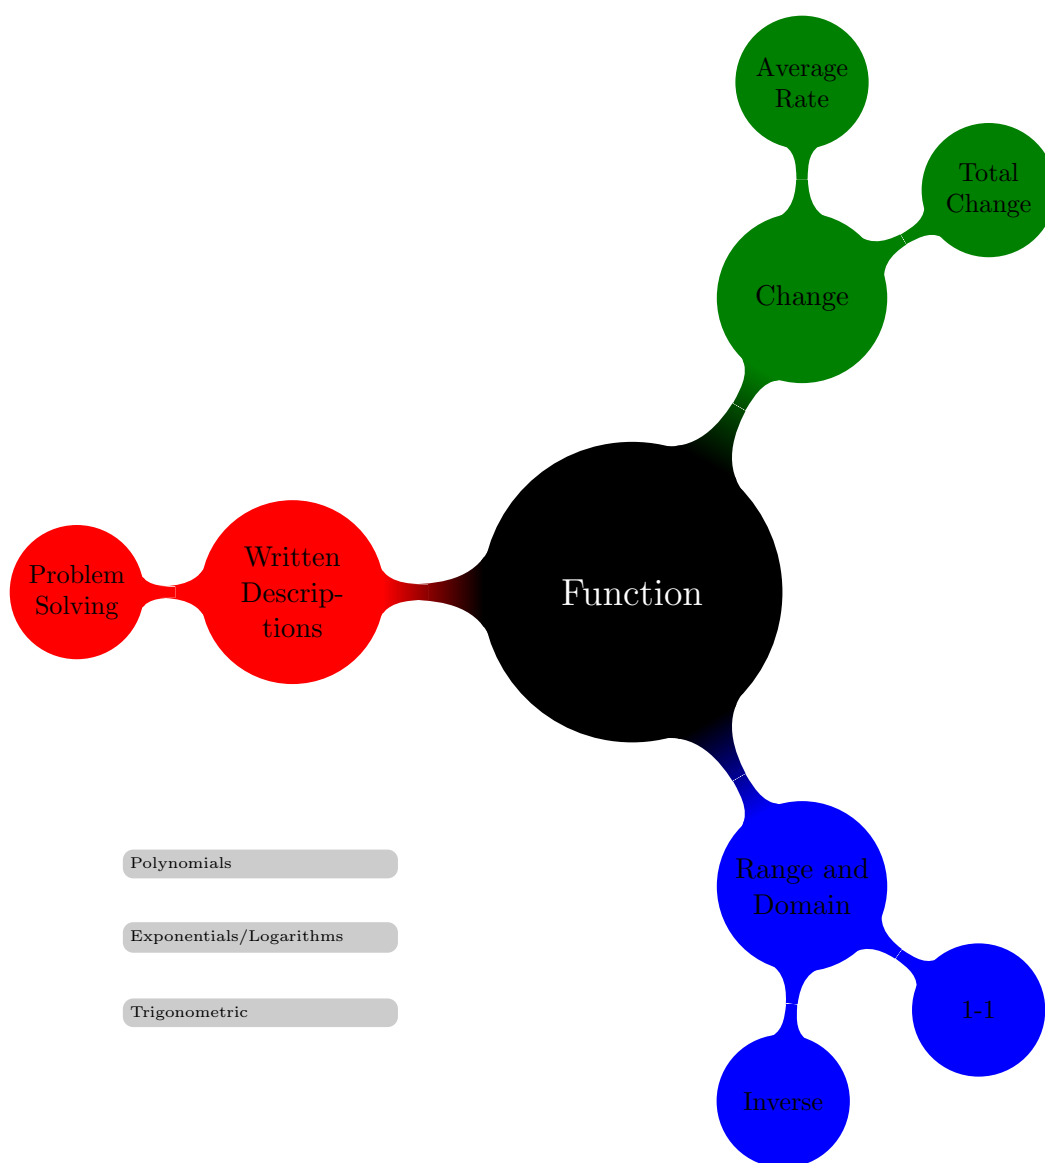 Average
Rate
Total
Change
Change
Function
Written
Descrip-
tions
Problem
Solving
Range and
Domain
1-1
Inverse
Polynomials
Exponentials/Logarithms
Trigonometric